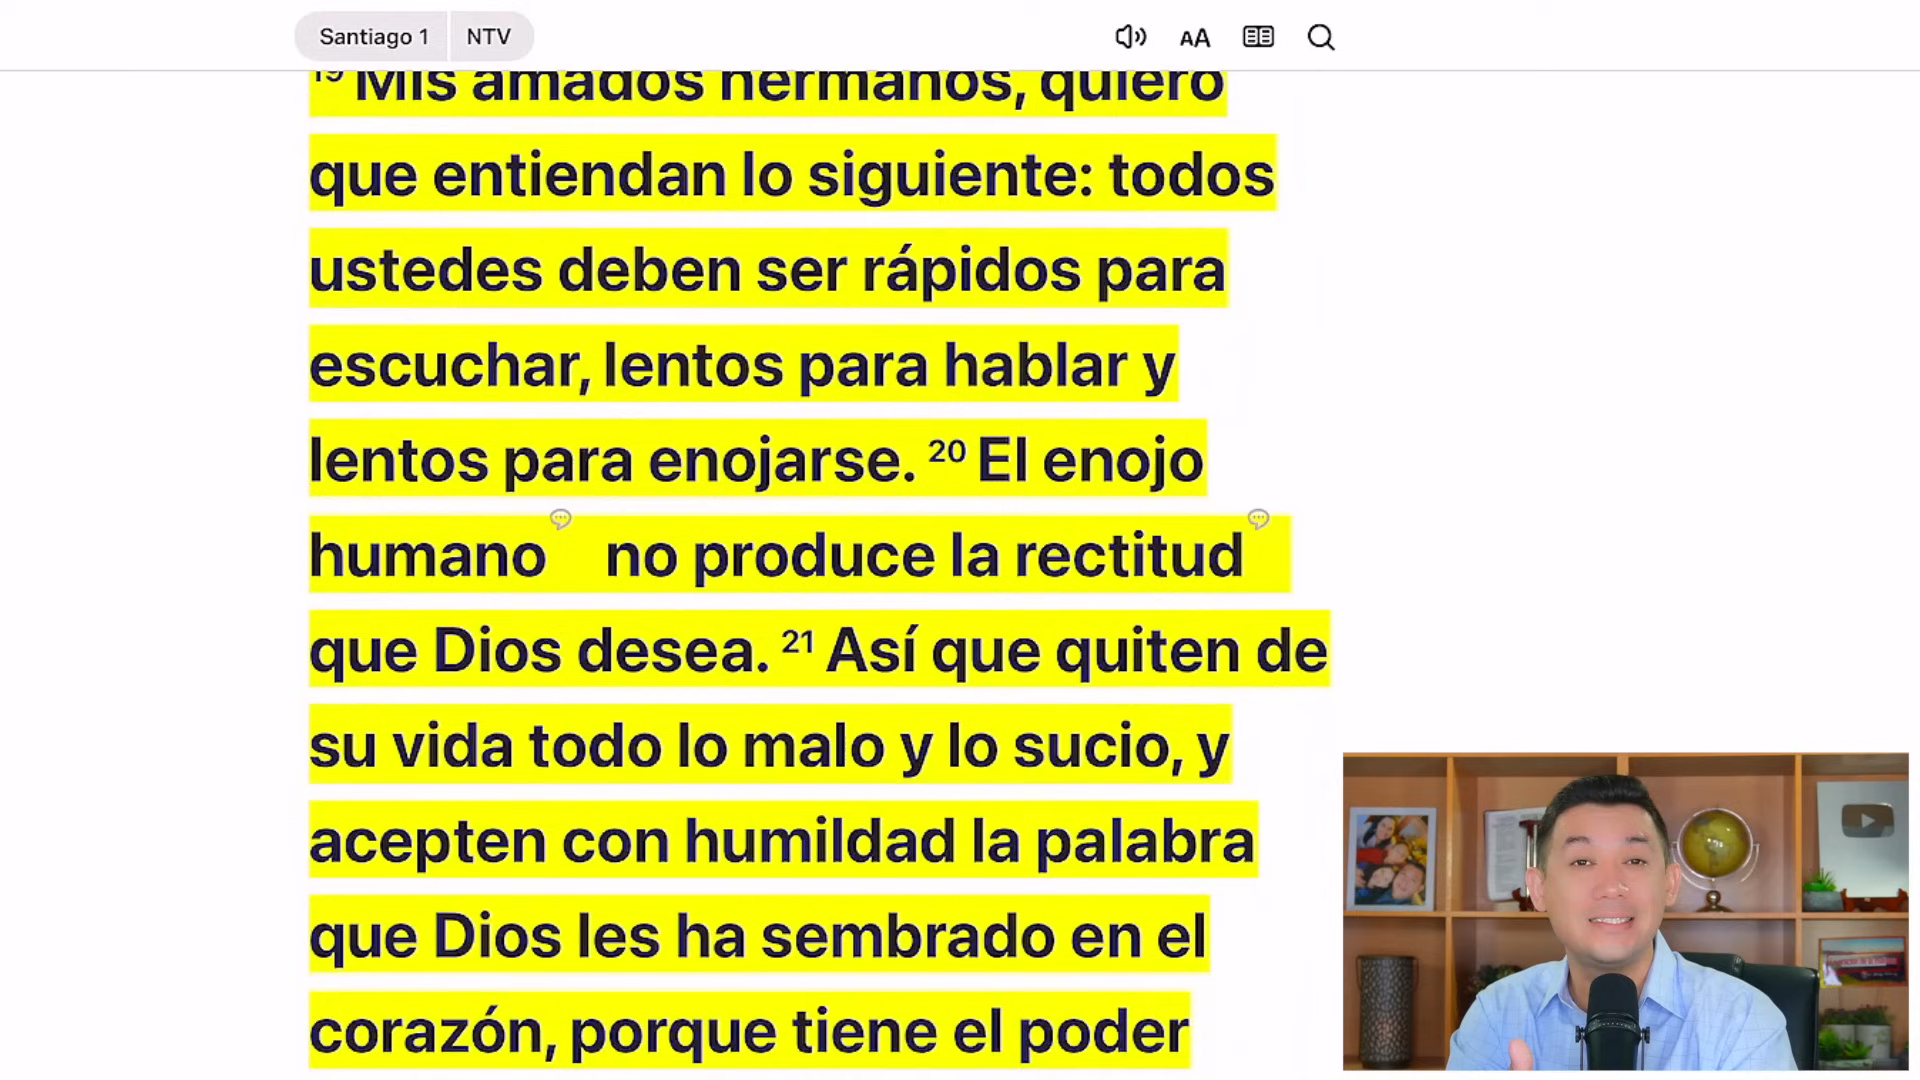 Santiago 1 NTV
AA
19 Mis amados hermanos, quiero
que entiendan lo siguiente: todos
ustedes deben ser rápidos para
escuchar, lentos para hablar y
lentos para enojarse. 20 El enojo
humano no produce la rectitud
que Dios desea. 21 Así que quiten de
su vida todo lo malo y lo sucio, y
acepten con humildad la palabra
que Dios les ha sembrado en el
corazón, porque tiene el poder